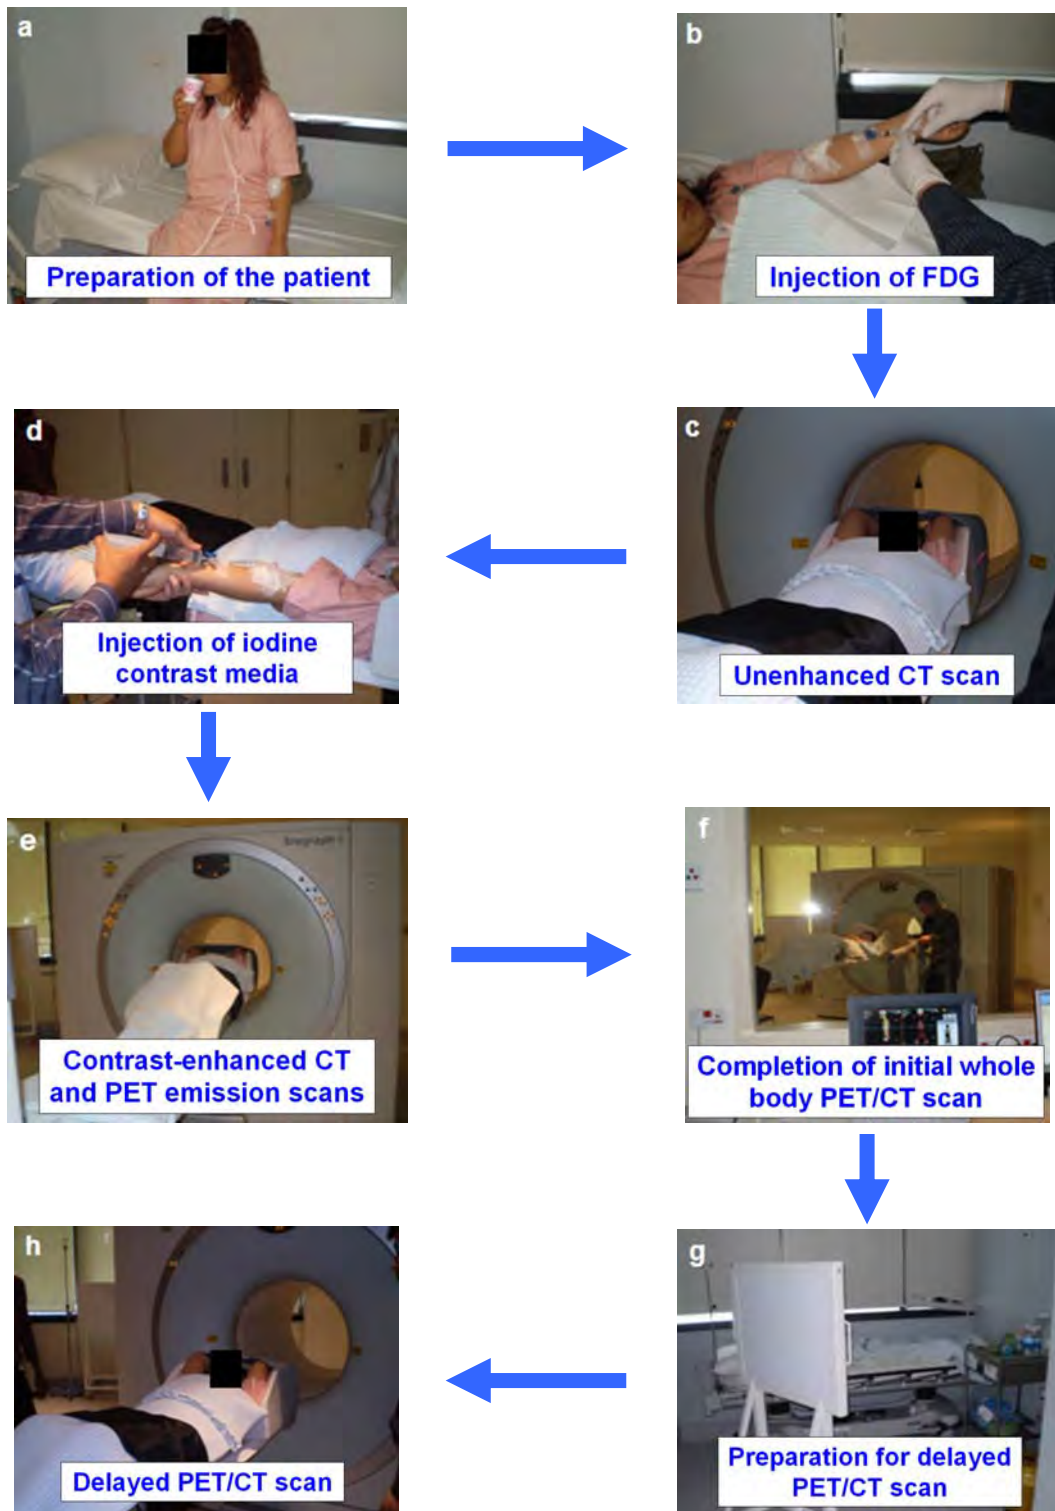 a
Preparation of the patient
b
Injection of FDG
c
Unenhanced CT scan
d
Injection of iodine
contrast media
e
Contrast-enhanced CT
and PET emission scans
f
Completion of initial whole
body PET/CT scan
g
Preparation for delayed
PET/CT scan
h
Delayed PET/CT scan